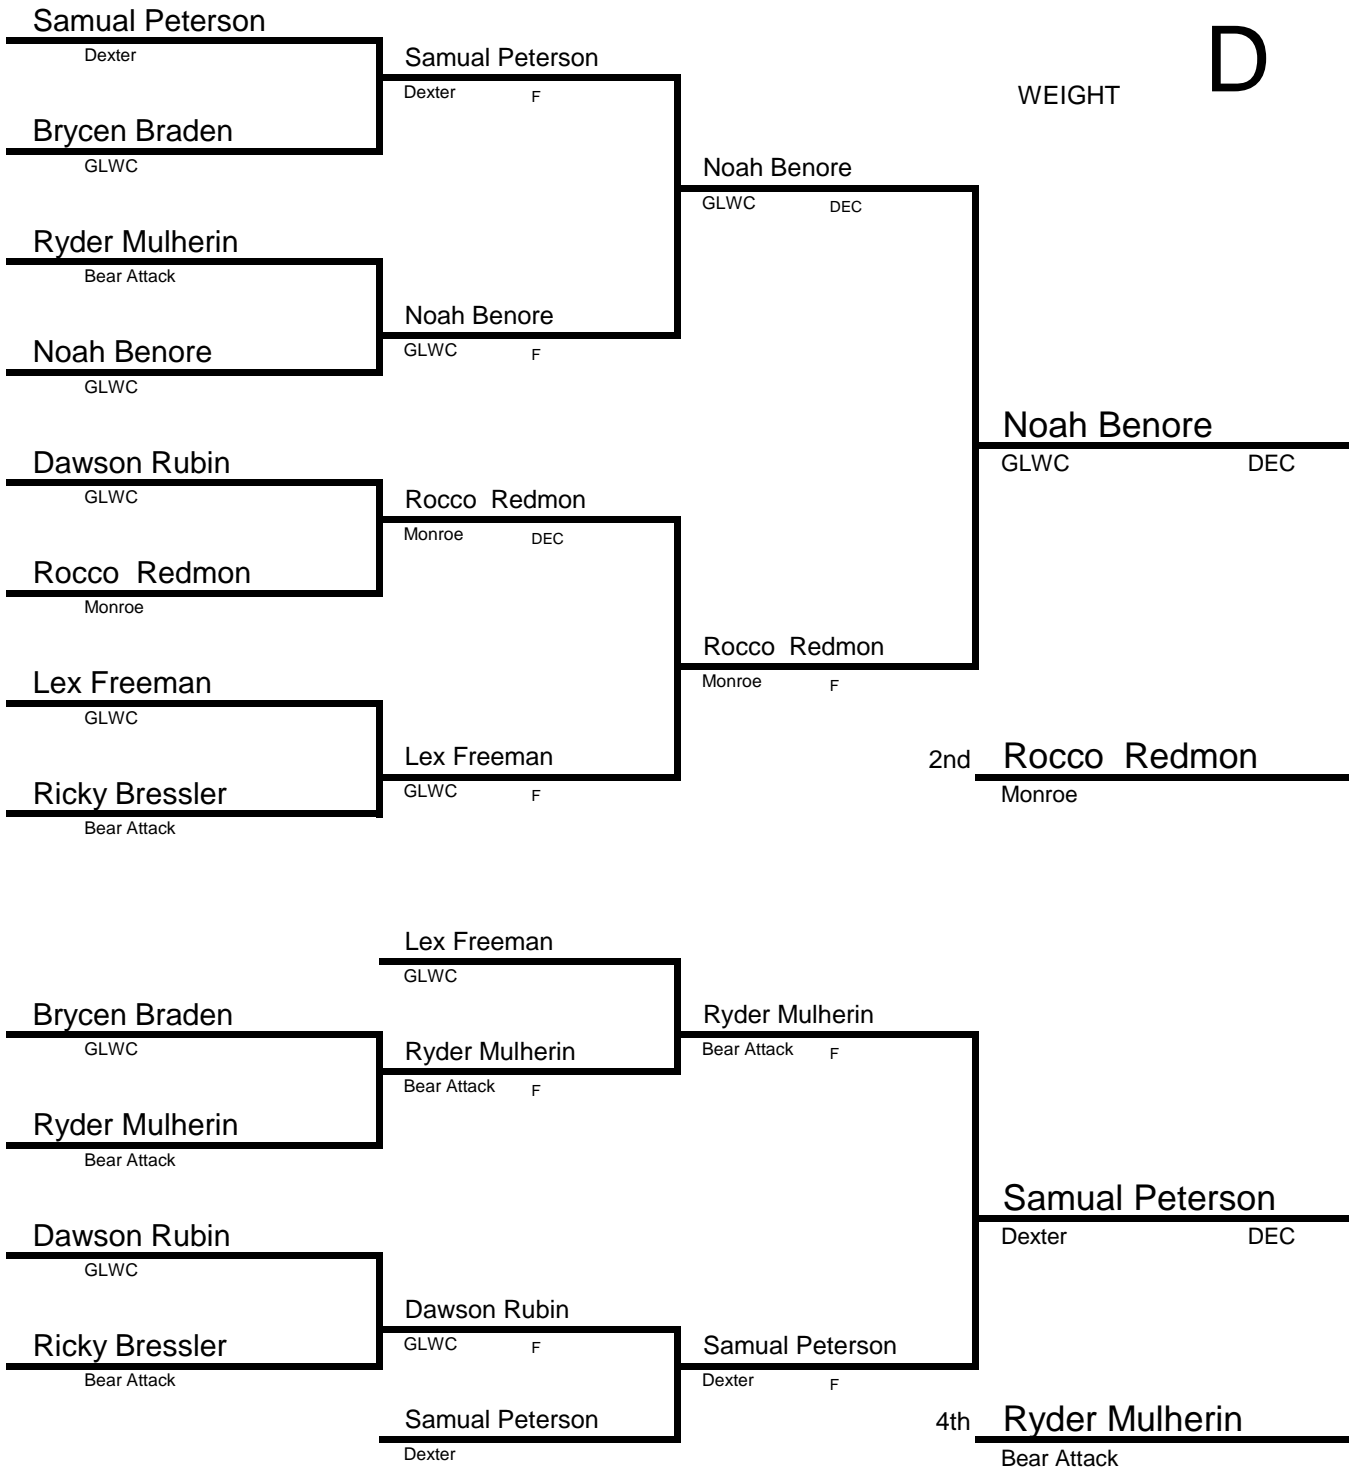 Samual Peterson
Dexter
Samual Peterson
Dexter F
D
WEIGHT
Brycen Braden
GLWC
Noah Benore
GLWC DEC
Ryder Mulherin
Bear Attack
Noah Benore
GLWC F
Noah Benore
GLWC
Noah Benore
GLWC DEC
Dawson Rubin
GLWC
Rocco  Redmon
Monroe DEC
Rocco  Redmon
Monroe
Rocco  Redmon
Monroe F
Lex Freeman
GLWC
Lex Freeman
GLWC F
2nd Rocco  Redmon
Monroe
Ricky Bressler
Bear Attack
Lex Freeman
GLWC
Brycen Braden
GLWC
Ryder Mulherin
Bear Attack F
Ryder Mulherin
Bear Attack F
Ryder Mulherin
Bear Attack
Samual Peterson
Dexter DEC
Dawson Rubin
GLWC
Dawson Rubin
GLWC F
Ricky Bressler
Bear Attack
Samual Peterson
Dexter F
Samual Peterson
Dexter
4th Ryder Mulherin
Bear Attack